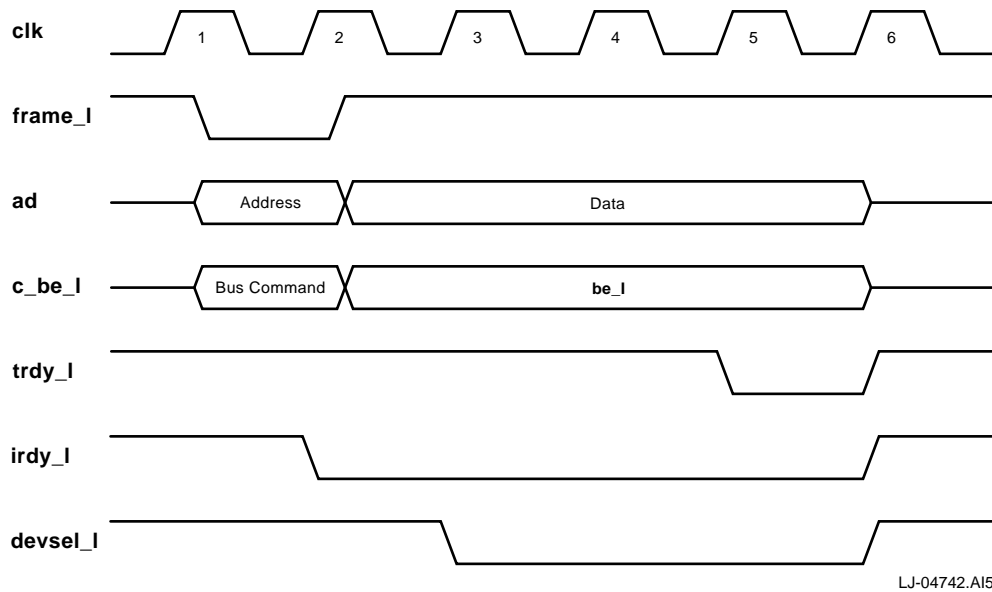 clk
1 2 3 4 5 6
frame_l
ad
Address Data
c_be_l
Bus Command be_l
trdy_l
irdy_l
devsel_l
LJ-04742.AI5